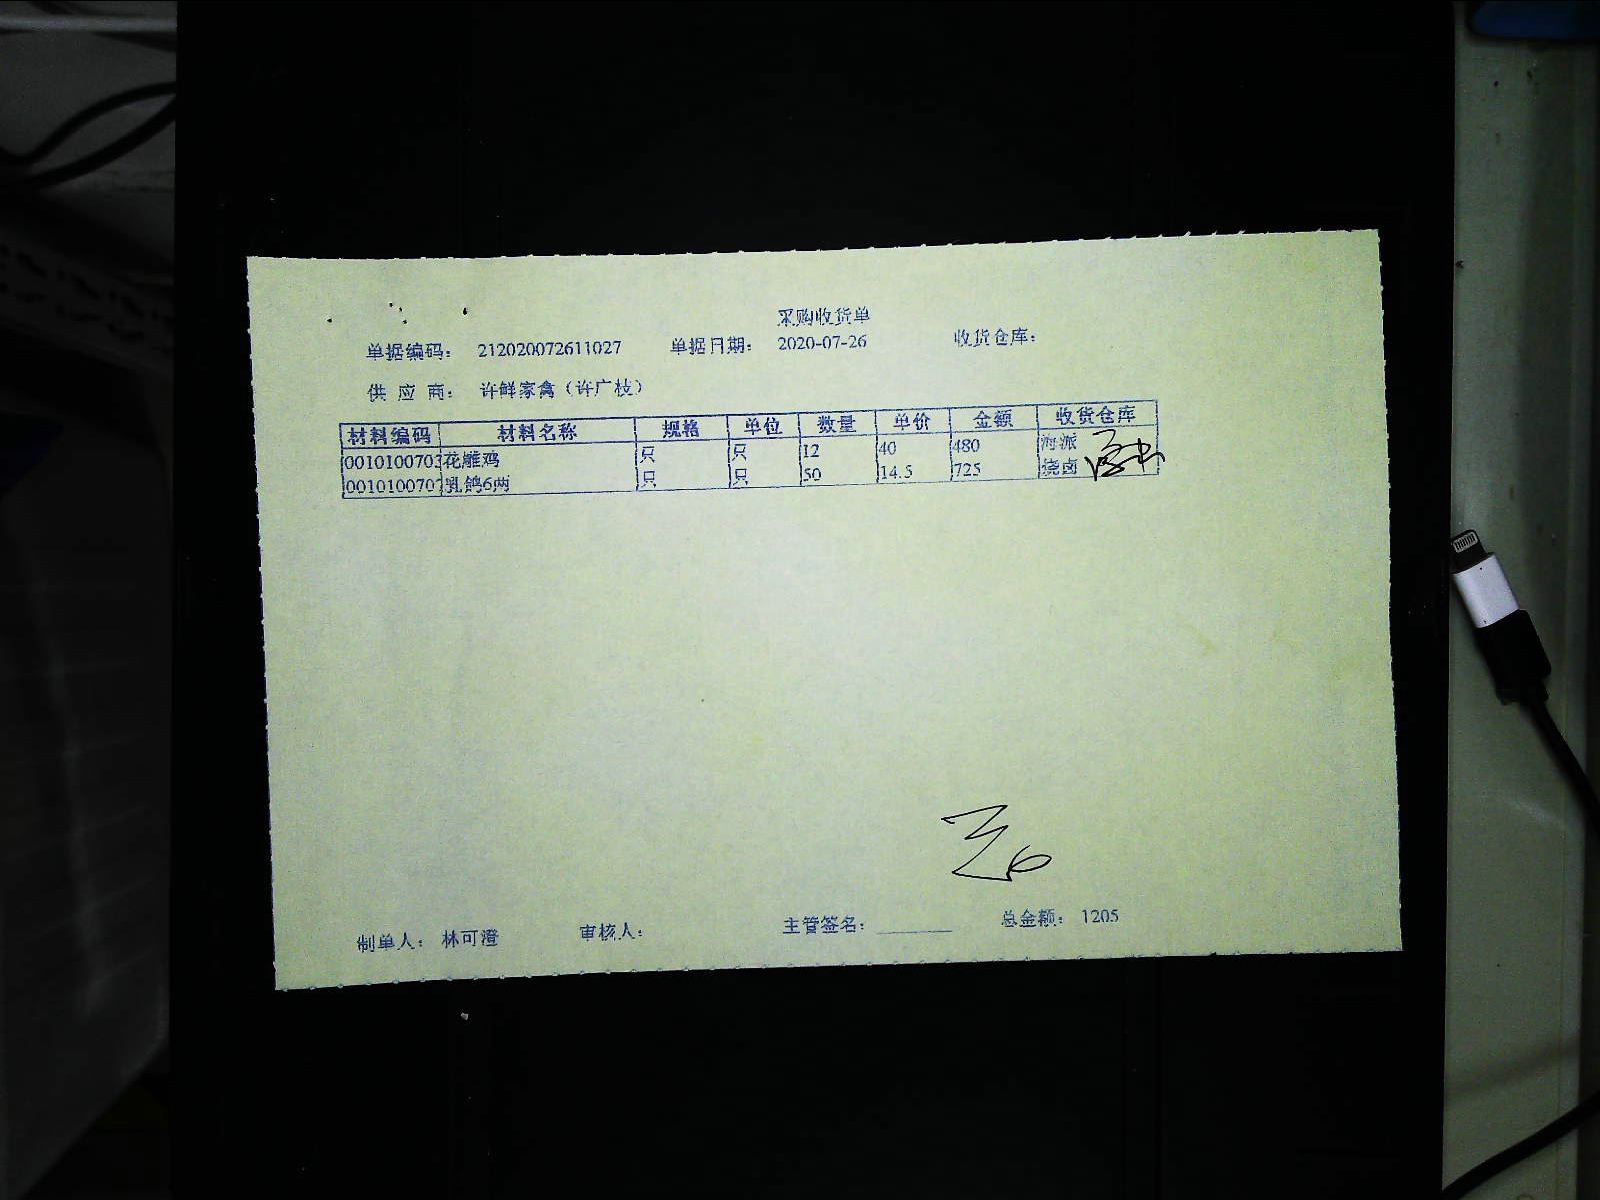 采购收货单
单据编码： 212020072611027 单据日期： 2020-07-26 收货仓库：
供 应 商： 许鲜家禽（许广枝）
材料编码 材料名称 规格 单位 数量 单价 金额 收货仓库
001010070 花雕鸡 只 只 12 40 480 海派
001010070 乳鸽6两 只 只 50 14.5 725 烧卤
制单人： 林可澄 审核人： 主管签名： 总金额： 1205